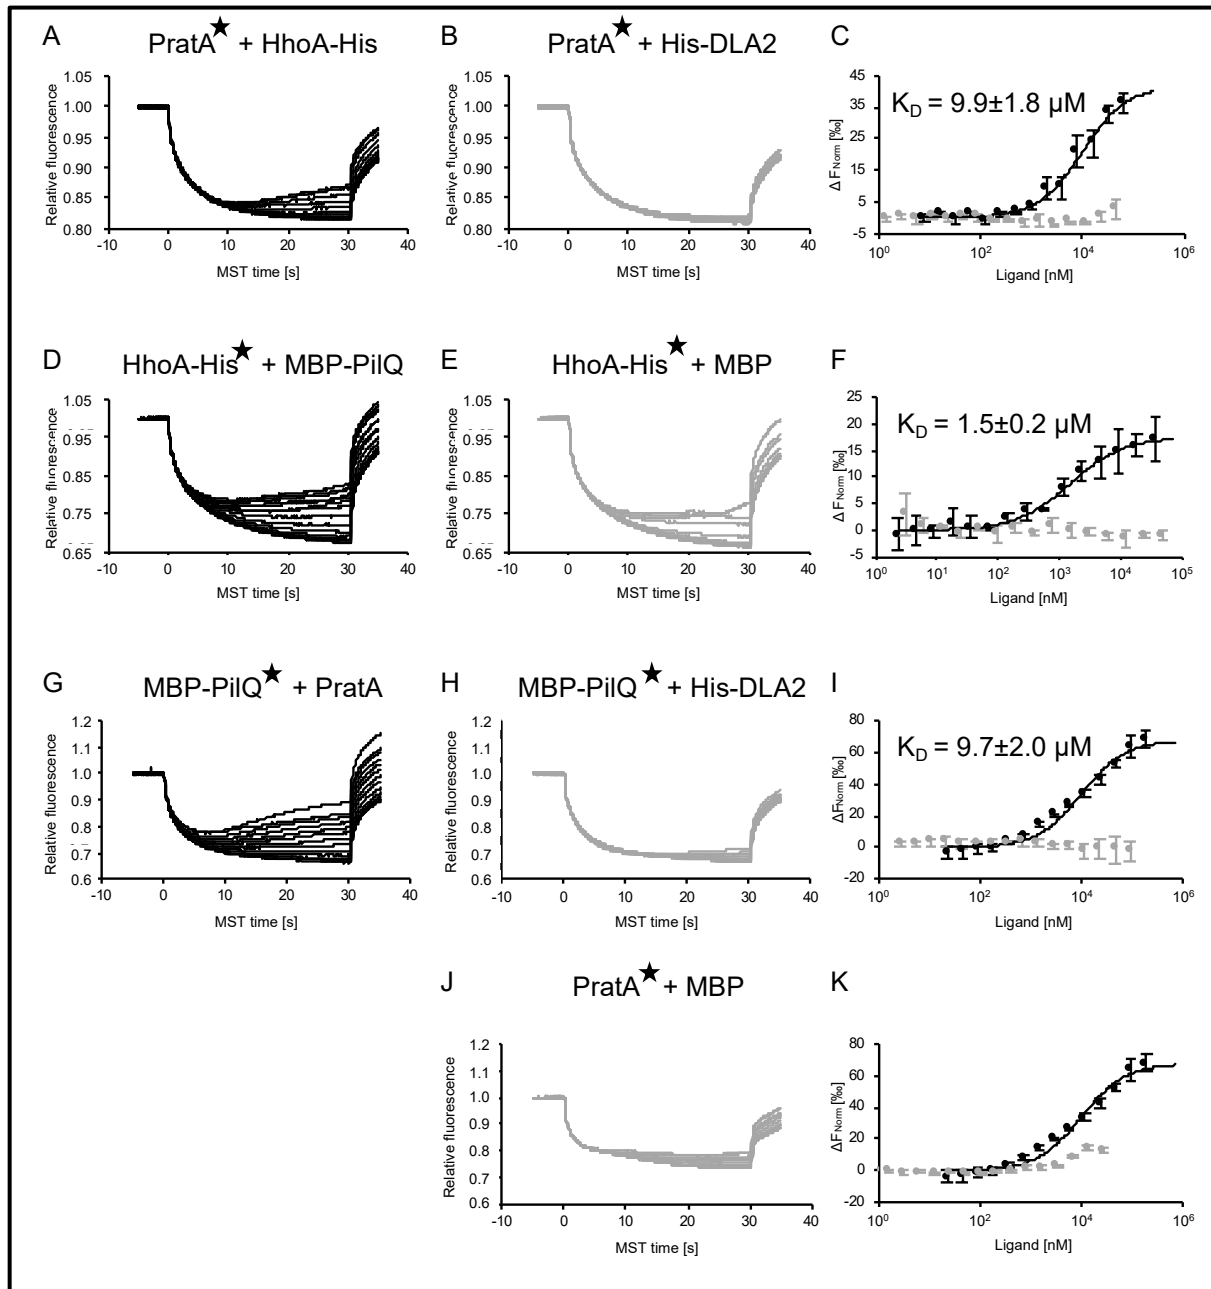 A
PratA★ + HhoA-His
1.05
1.00
0.95
0.90
0.85
0.80
Relative fluorescence
-10 0 10 20 30 40
MST time [s]
B
PratA★ + His-DLA2
1.05
1.00
0.95
0.90
0.85
0.80
Relative fluorescence
-10 0 10 20 30 40
MST time [s]
C
K_D = 9.9±1.8 µM
45
35
25
15
5
-5
Δ F_Norm [‰]
10^0 10^2 10^4 10^6
Ligand [nM]
D
HhoA-His★ + MBP-PilQ
1.05
0.95
0.85
0.75
0.65
Relative fluorescence
-10 0 10 20 30 40
MST time [s]
E
HhoA-His★ + MBP
1.05
0.95
0.85
0.75
0.65
Relative fluorescence
-10 0 10 20 30 40
MST time [s]
F
K_D = 1.5±0.2 µM
25
20
15
10
5
0
-5
Δ F_Norm [‰]
10^0 10^1 10^2 10^3 10^4 10^5
Ligand [nM]
G
MBP-PilQ★ + PratA
1.2
1.1
1.0
0.9
0.8
0.7
0.6
Relative fluorescence
-10 0 10 20 30 40
MST time [s]
H
MBP-PilQ★ + His-DLA2
1.2
1.1
1.0
0.9
0.8
0.7
0.6
Relative fluorescence
-10 0 10 20 30 40
MST time [s]
I
K_D = 9.7±2.0 µM
80
60
40
20
0
-20
ΔF_Norm [‰]
10^0 10^2 10^4 10^6
Ligand [nM]
J
PratA★ + MBP
1.2
1.1
1.0
0.9
0.8
0.7
0.6
Relative fluorescence
-10 0 10 20 30 40
MST time [s]
K
80
60
40
20
0
-20
ΔF_Norm [‰]
10^0 10^2 10^4 10^6
Ligand [nM]